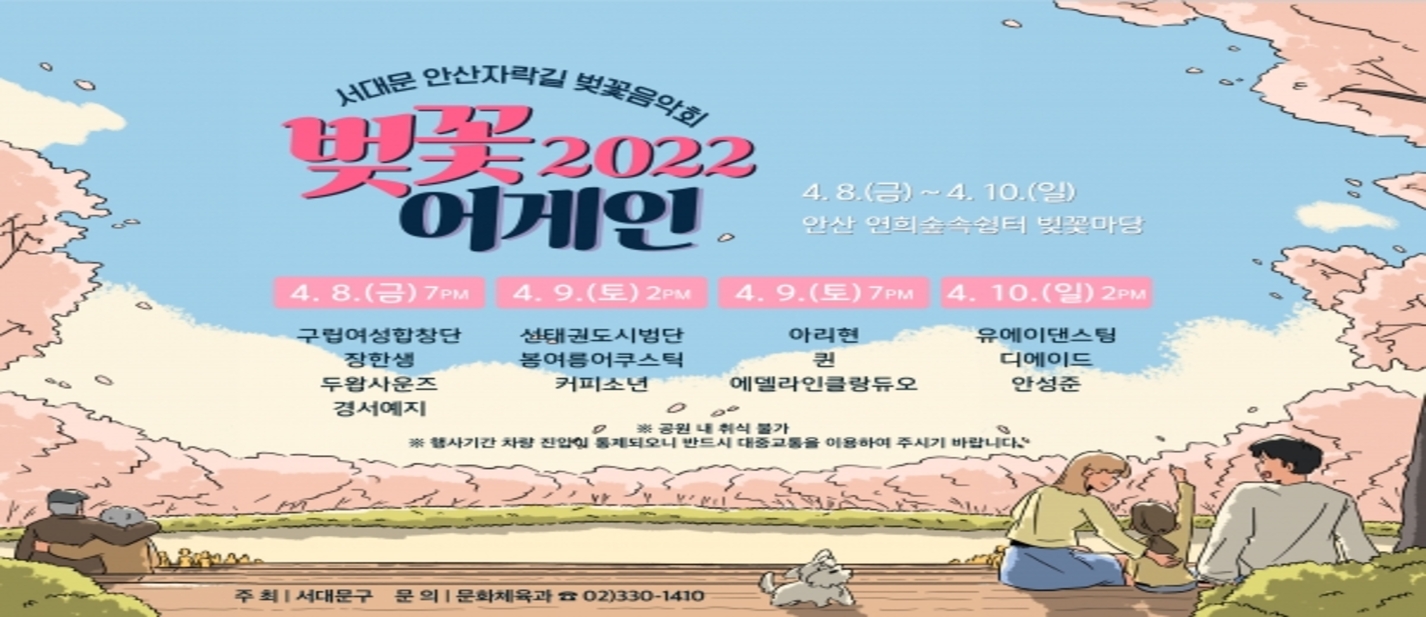 서대문 안산자락길 벚꽃음악회
벚꽃 2022
어게인
4. 8.(금) ~ 4. 10.(일)
안산 연희숲속쉼터 벚꽃마당
4. 8.(금) 7PM
구립여성합창단
장한샘
두왑사운즈
경서예지
4. 9.(토) 2PM
선태권도시범단
봉여름어쿠스틱
커피소년
4. 9.(토) 7PM
아리현
퀸
에델라인클랑듀오
4. 10.(일) 2PM
유에이댄스팀
디에이드
안성준
※ 공원 내 취식 불가
※ 행사기간 차량 진입이 통제되오니 반드시 대중교통을 이용하여 주시기 바랍니다.
주 최 | 서대문구 문 의 | 문화체육과 ☎ 02)330-1410